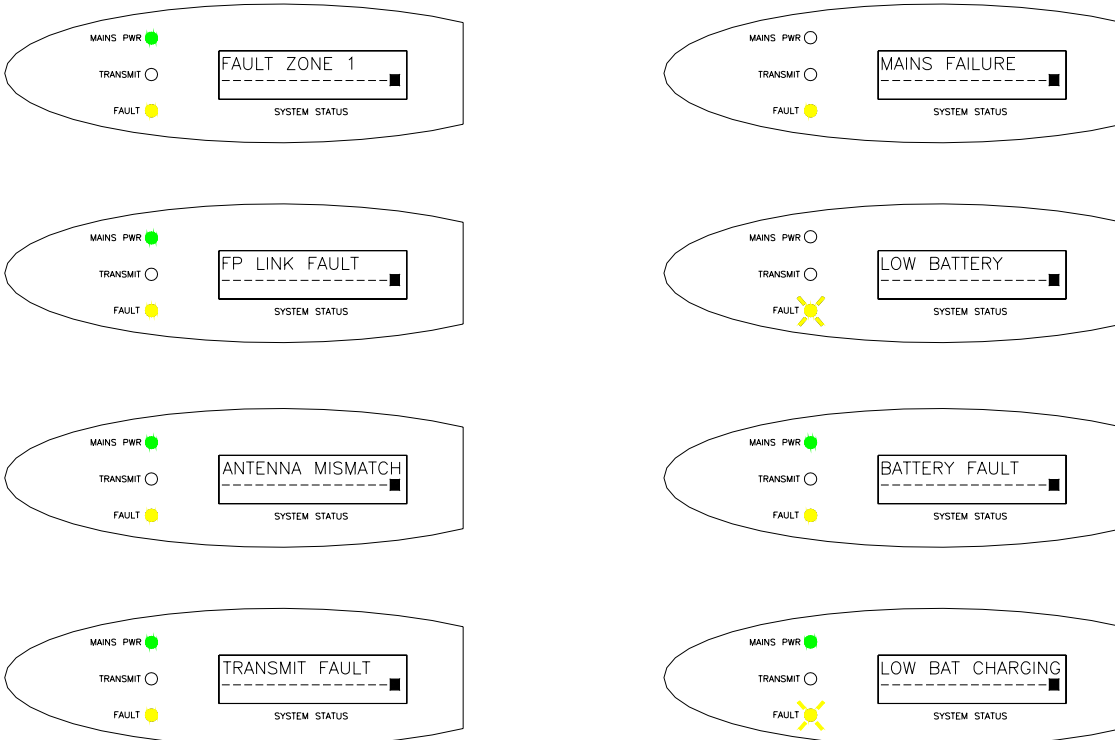 MAINS PWR
FAULT ZONE 1
TRANSMIT
FAULT
SYSTEM STATUS
MAINS PWR
MAINS FAILURE
TRANSMIT
FAULT
SYSTEM STATUS
MAINS PWR
FP LINK FAULT
TRANSMIT
FAULT
SYSTEM STATUS
MAINS PWR
LOW BATTERY
TRANSMIT
FAULT
SYSTEM STATUS
MAINS PWR
ANTENNA MISMATCH
TRANSMIT
FAULT
SYSTEM STATUS
MAINS PWR
BATTERY FAULT
TRANSMIT
FAULT
SYSTEM STATUS
MAINS PWR
TRANSMIT FAULT
TRANSMIT
FAULT
SYSTEM STATUS
MAINS PWR
LOW BAT CHARGING
TRANSMIT
FAULT
SYSTEM STATUS